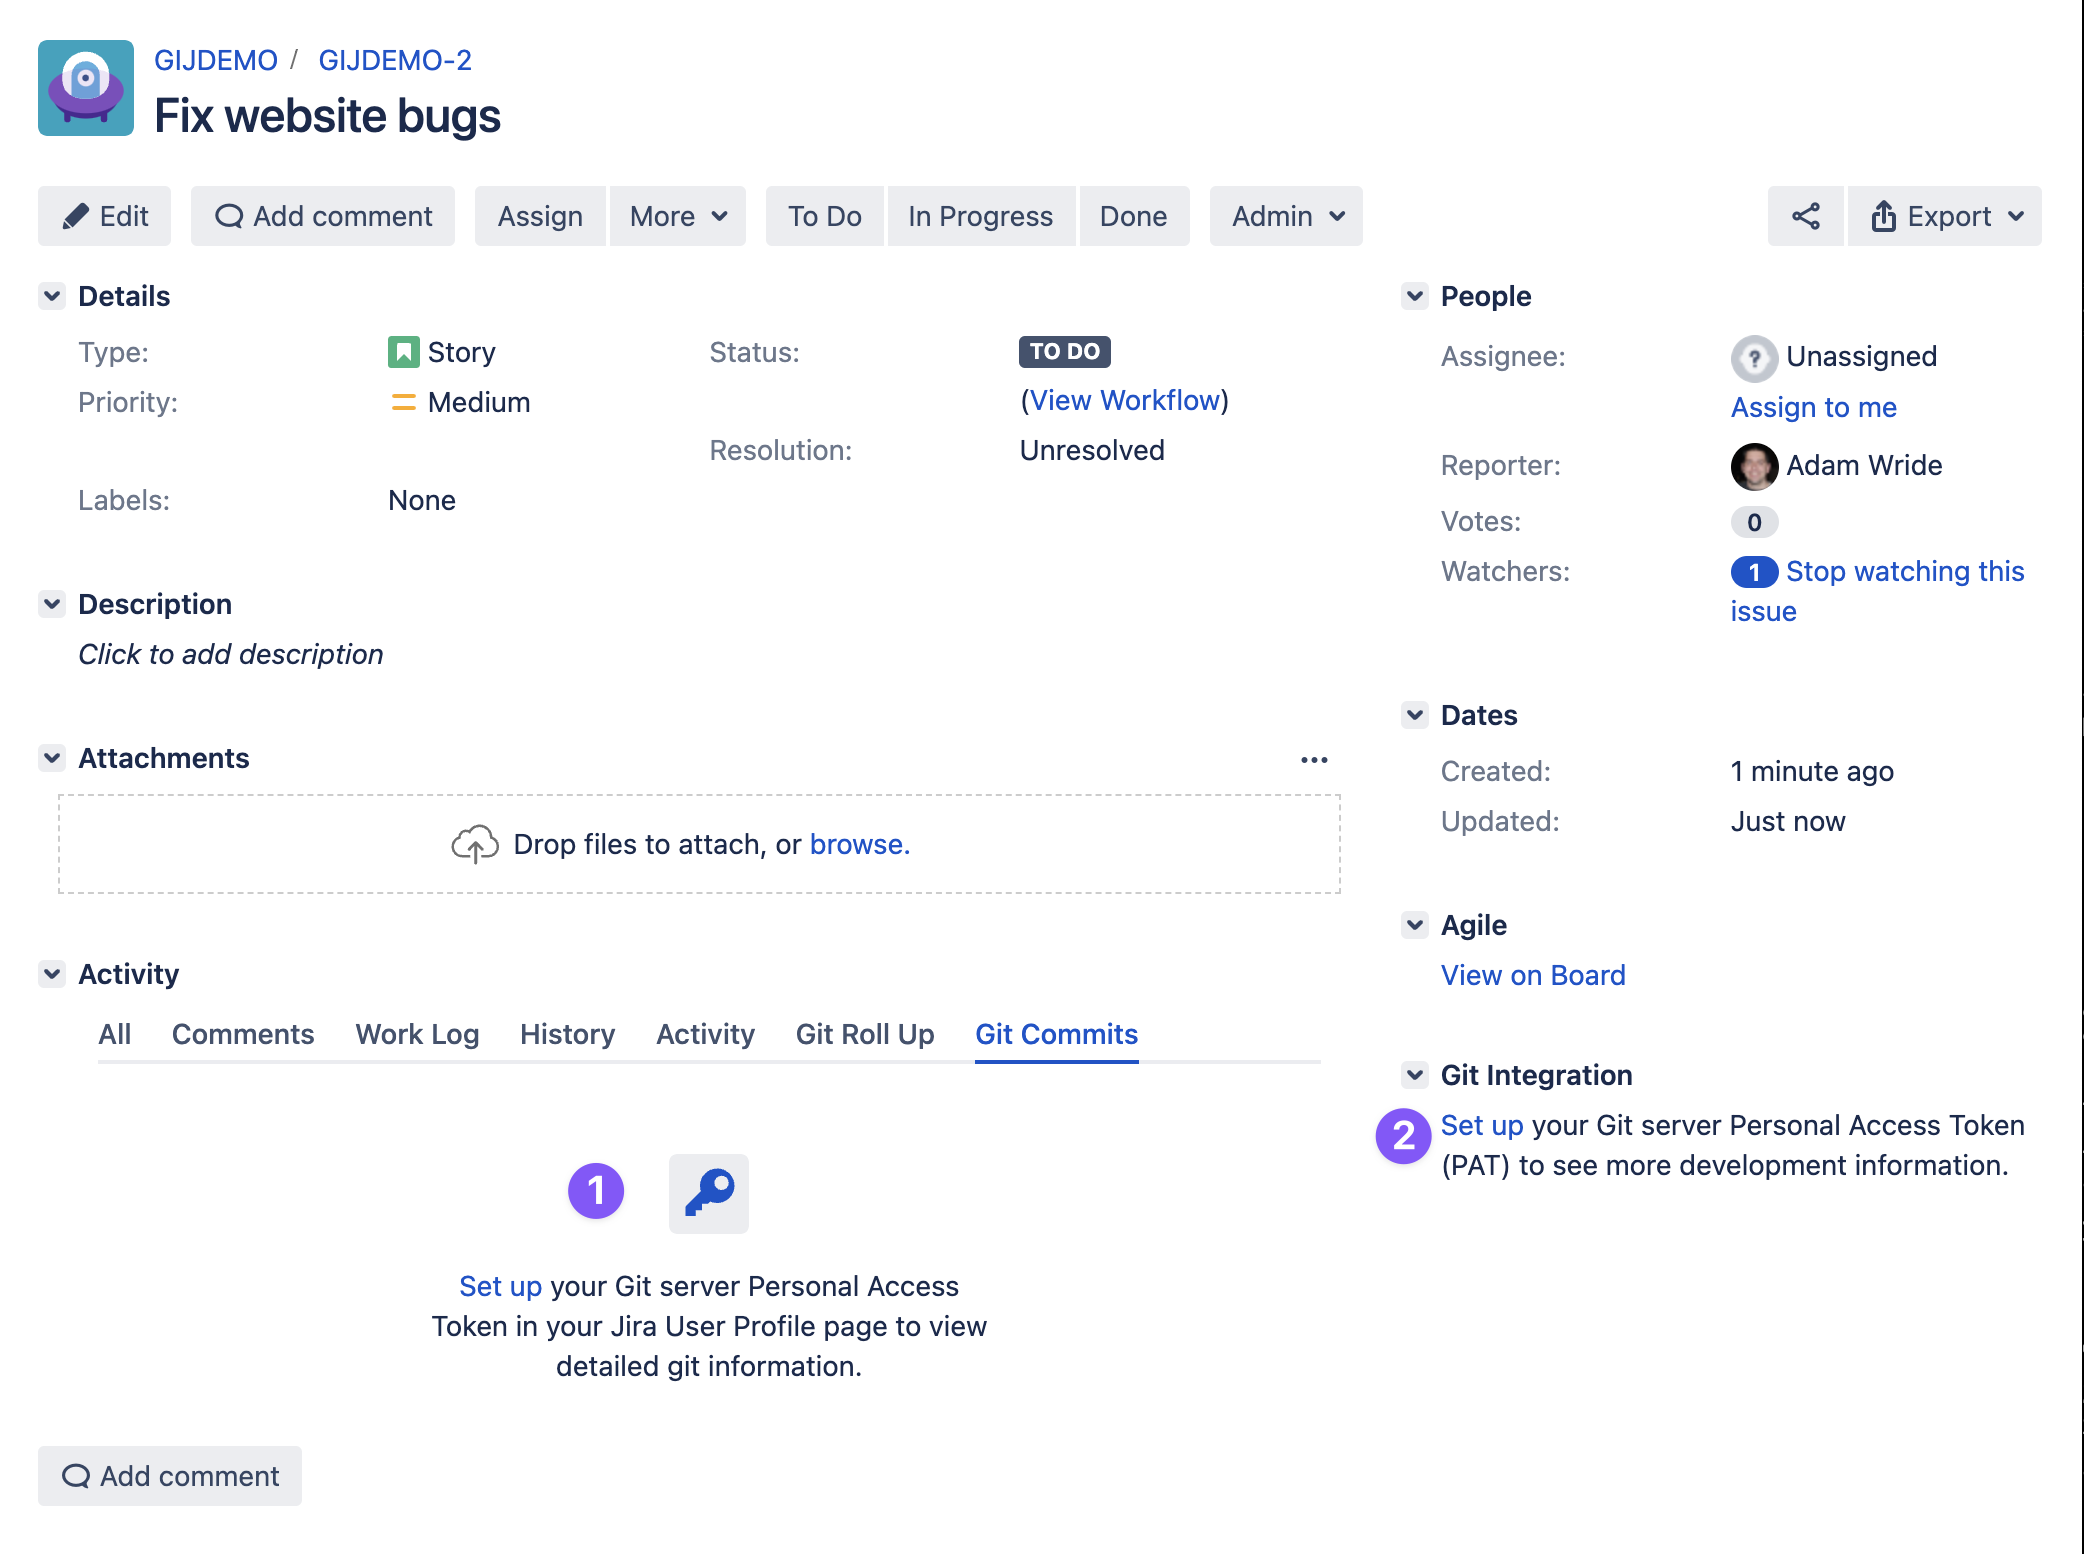 GIJDEMO / GIJDEMO-2
Fix website bugs
Edit
Add comment
Assign
More
To Do
In Progress
Done
Admin
Export
Details
Type: Story
Priority: Medium
Labels: None
Status: TO DO
(View Workflow)
Resolution: Unresolved
Description
Click to add description
Attachments
Drop files to attach, or browse.
Activity
All
Comments
Work Log
History
Activity
Git Roll Up
Git Commits
1
Set up your Git server Personal Access
Token in your Jira User Profile page to view
detailed git information.
Add comment
People
Assignee: ? Unassigned
Assign to me
Reporter: Adam Wride
Votes: 0
Watchers: 1 Stop watching this
issue
Dates
Created: 1 minute ago
Updated: Just now
Agile
View on Board
Git Integration
2
Set up your Git server Personal Access Token
(PAT) to see more development information.